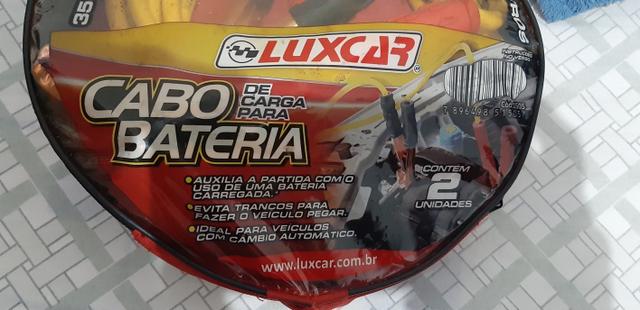 35
LUXCAR
CABO
DE
CARGA
PARA
BATERIA
•AUXILIA A PARTIDA COM O
USO DE UMA BATERIA
CARREGADA.
•EVITA TRANCOS PARA
FAZER O VEÍCULO PEGAR.
•IDEAL PARA VEÍCULOS
COM CÂMBIO AUTOMÁTICO.
CONTÉM
2
UNIDADES
www.luxcar.com.br